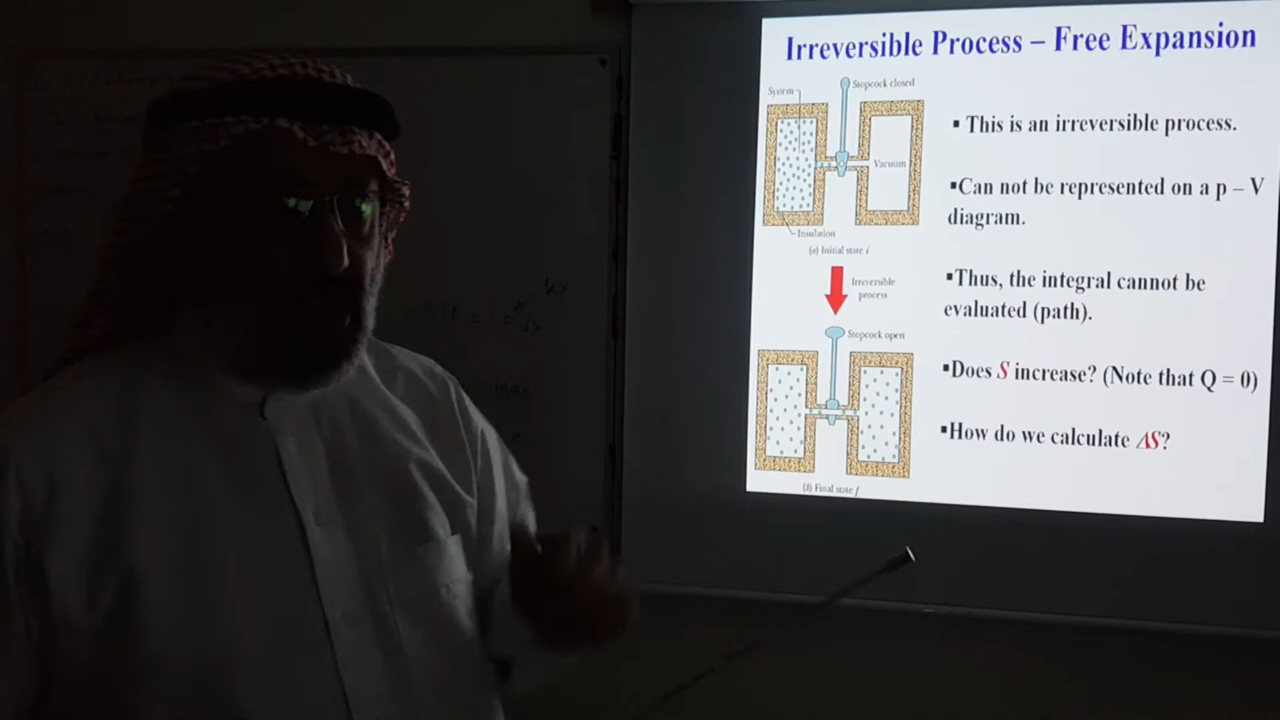 Irreversible Process – Free Expansion
System
Stopcock closed
Vacuum
Insulation
(a) Initial state i
Irreversible
process
Stopcock open
(b) Final state f
▪ This is an irreversible process.
▪Can not be represented on a p – V
diagram.
▪Thus, the integral cannot be
evaluated (path).
▪Does S increase? (Note that Q = 0)
▪How do we calculate ΔS?